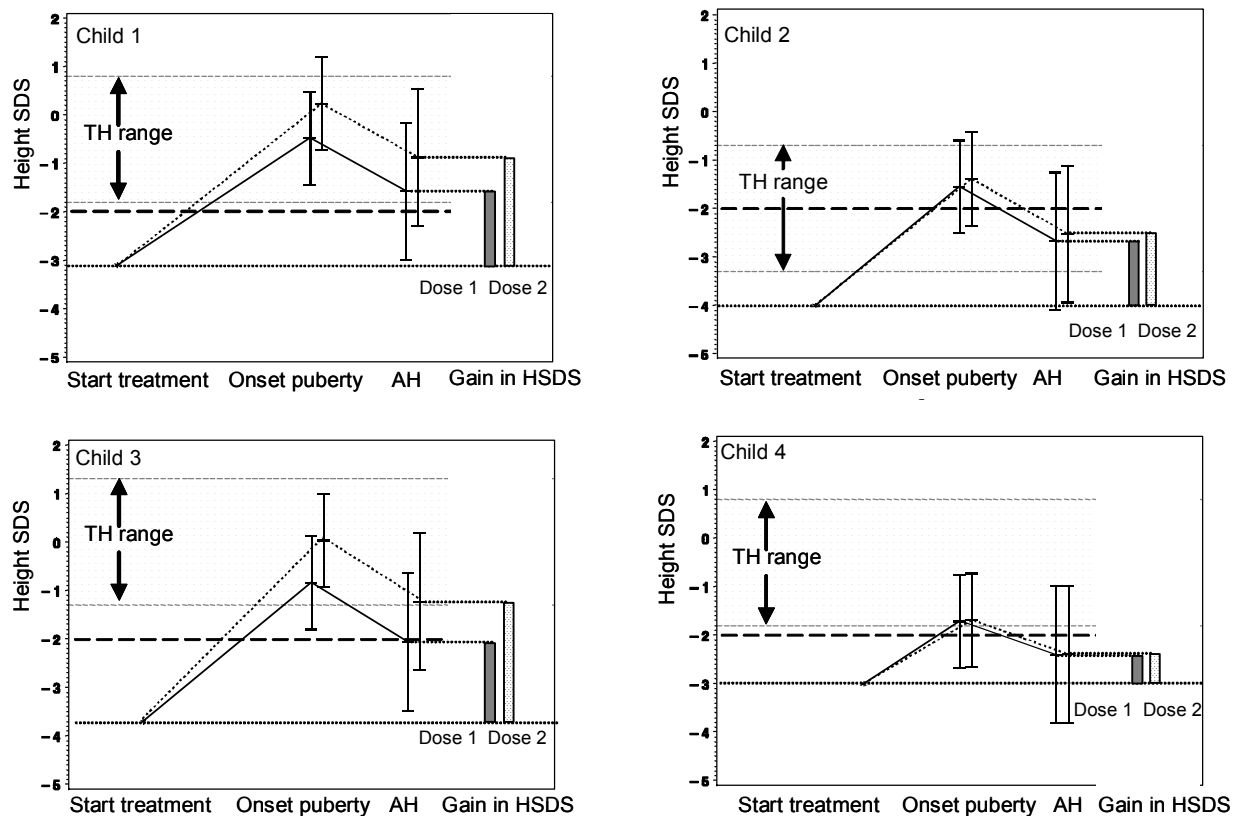 Child 1
Height SDS
2
1
0
-1
-2
-3
-4
-5
TH range
Dose 1 Dose 2
Start treatment Onset puberty AH Gain in HSDS
Child 2
Height SDS
2
1
0
-1
-2
-3
-4
-5
TH range
Dose 1 Dose 2
Start treatment Onset puberty AH Gain in HSDS
Child 3
Height SDS
2
1
0
-1
-2
-3
-4
-5
TH range
Dose 1 Dose 2
Start treatment Onset puberty AH Gain in HSDS
Child 4
Height SDS
2
1
0
-1
-2
-3
-4
-5
TH range
Dose 1 Dose 2
Start treatment Onset puberty AH Gain in HSDS